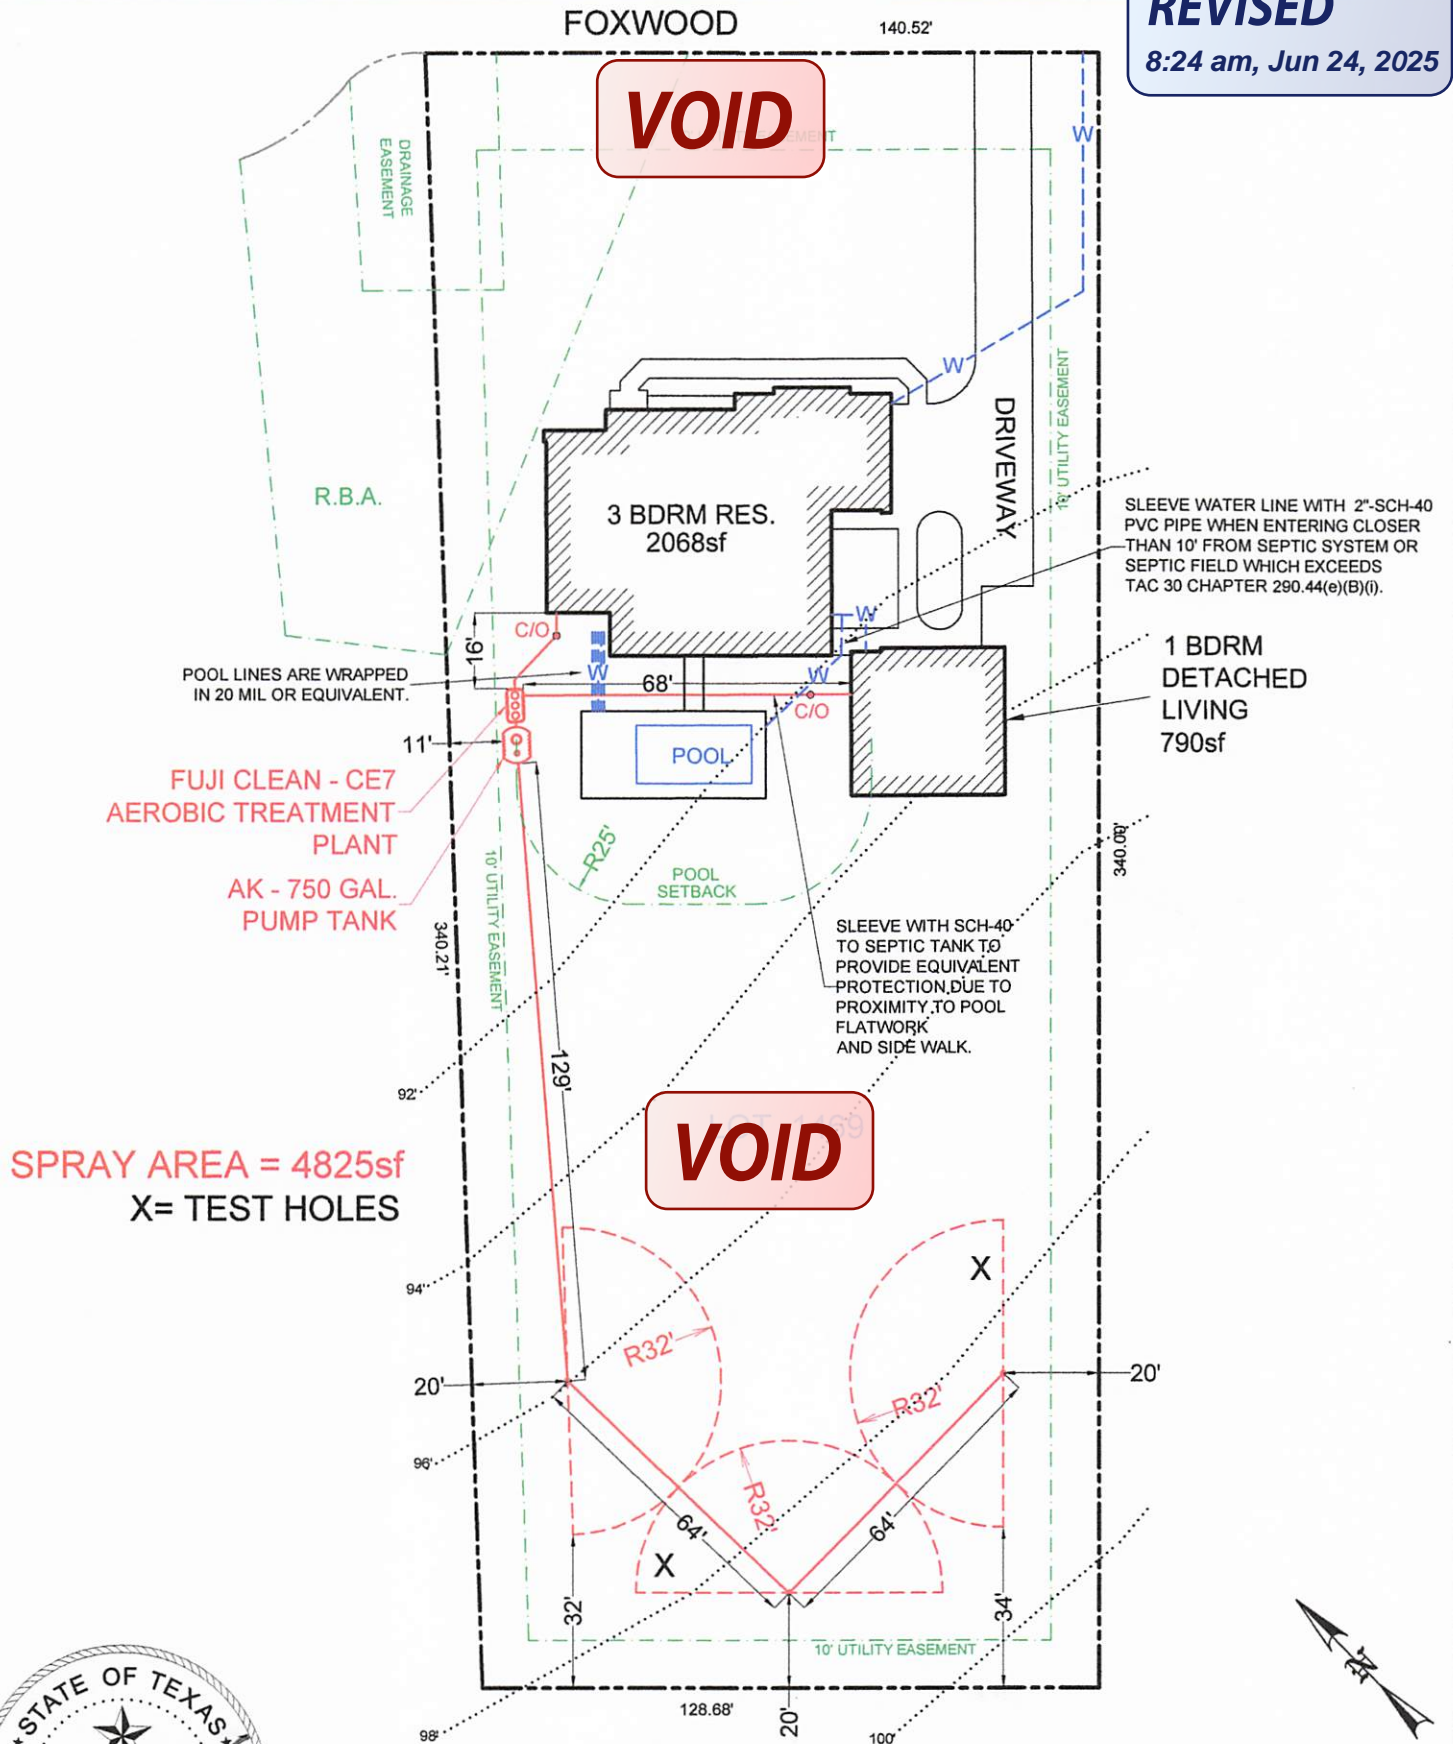 FOXWOOD
140.52'
REVISED
8:24 am, Jun 24, 2025
VOID
EMENT
W
DRAINAGE
EASEMENT
10' UTILITY EASEMENT
W
DRIVEWAY
R.B.A.
3 BDRM RES.
2068sf
SLEEVE WATER LINE WITH 2"-SCH-40
PVC PIPE WHEN ENTERING CLOSER
THAN 10' FROM SEPTIC SYSTEM OR
SEPTIC FIELD WHICH EXCEEDS
TAC 30 CHAPTER 290.44(e)(B)(i).
W
C/O
16'
1 BDRM
DETACHED
LIVING
790sf
POOL LINES ARE WRAPPED
IN 20 MIL OR EQUIVALENT.
W
68'
W
C/O
11'
POOL
FUJI CLEAN - CE7
AEROBIC TREATMENT
PLANT
AK - 750 GAL.
PUMP TANK
R25'
POOL
SETBACK
340.00'
10' UTILITY EASEMENT
340.21'
SLEEVE WITH SCH-40
TO SEPTIC TANK TO
PROVIDE EQUIVALENT
PROTECTION DUE TO
PROXIMITY TO POOL
FLATWORK
AND SIDE WALK.
129'
92'
LOT 1469
VOID
SPRAY AREA = 4825sf
X= TEST HOLES
94'
X
R32'
20'
20'
R32'
96'
R32'
64'
64'
X
32'
34'
10' UTILITY EASEMENT
N.
STATE OF TEXAS
128.68'
20'
98'
100'